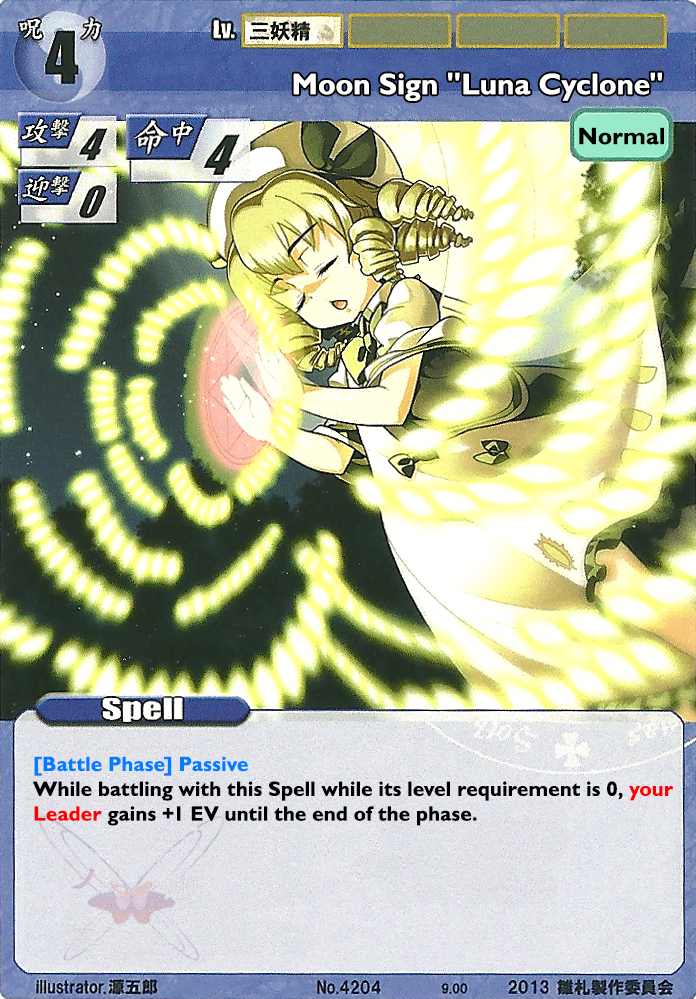 呪 力
4
Lv. 三妖精
Moon Sign "Luna Cyclone"
攻撃 4
命中 4
Normal
迎撃 0
Spell
[Battle Phase] Passive
While battling with this Spell while its level requirement is 0, your
Leader gains +1 EV until the end of the phase.
illustrator.源五郎 No.4204 9.00 2013 雛札製作委員会